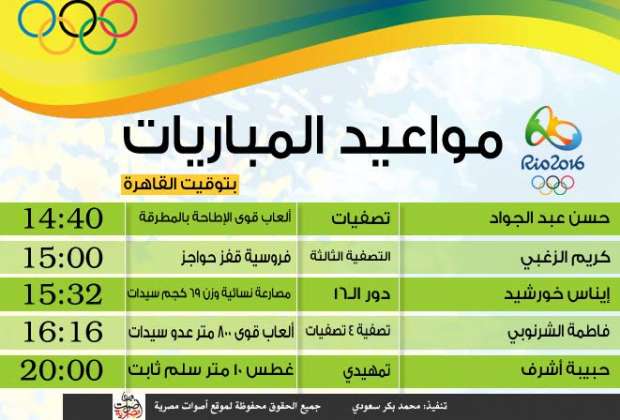 مواعيد المباريات
بتوقيت القاهرة
Rio2016
حسن عبد الجواد تصفيات ألعاب قوى الإطاحة بالمطرقة 14:40
كريم الزغبي التصفية الثالثة فروسية قفز حواجز 15:00
إيناس خورشيد دور الـ١٦ مصارعة نسائية وزن ٦٩ كجم سيدات 15:32
فاطمة الشرنوبي تصفية ٤ تصفيات ألعاب قوى ٨٠٠ متر عدو سيدات 16:16
حبيبة أشرف تمهيدي غطس ١٠ متر سلم ثابت 20:00
تنفيذ: محمد بكر سعودي جميع الحقوق محفوظة لموقع أصوات مصرية